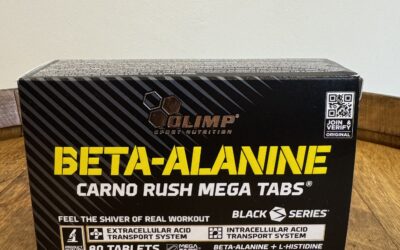 OLIMP
SPORT NUTRITION
JOIN &
VERIFY
ORIGINAL
BETA-ALANINE
CARNO RUSH MEGA TABS®
FEEL THE SHIVER OF REAL WORKOUT
BLACK SERIES
EXTRACELLULAR ACID
TRANSPORT SYSTEM
INTRACELLULAR ACID
TRANSPORT SYSTEM
80 TABLETS
MEGA
BETA-ALANINE + L-HISTIDINE